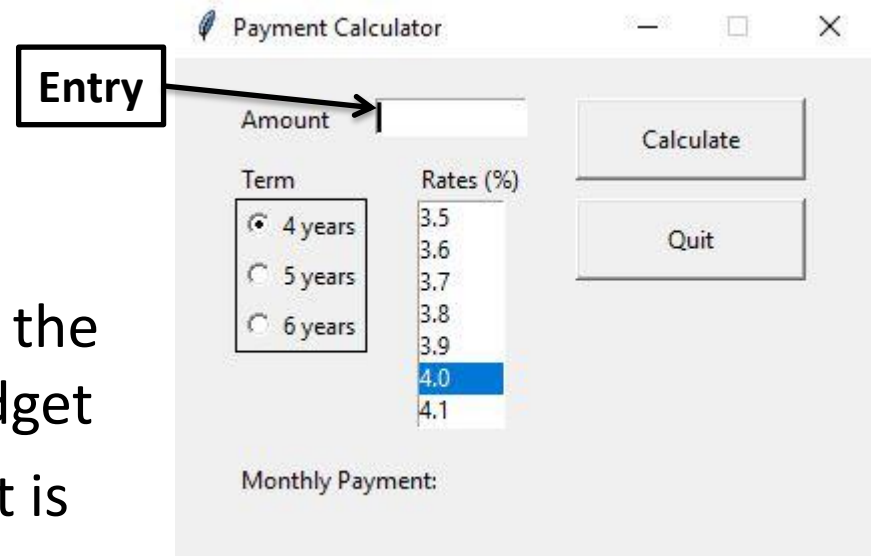 Payment Calculator
Entry
Amount
Calculate
Term
Rates (%)
4 years
5 years
6 years
3.5
3.6
3.7
3.8
3.9
4.0
4.1
Quit
the
t is
Monthly Payment: